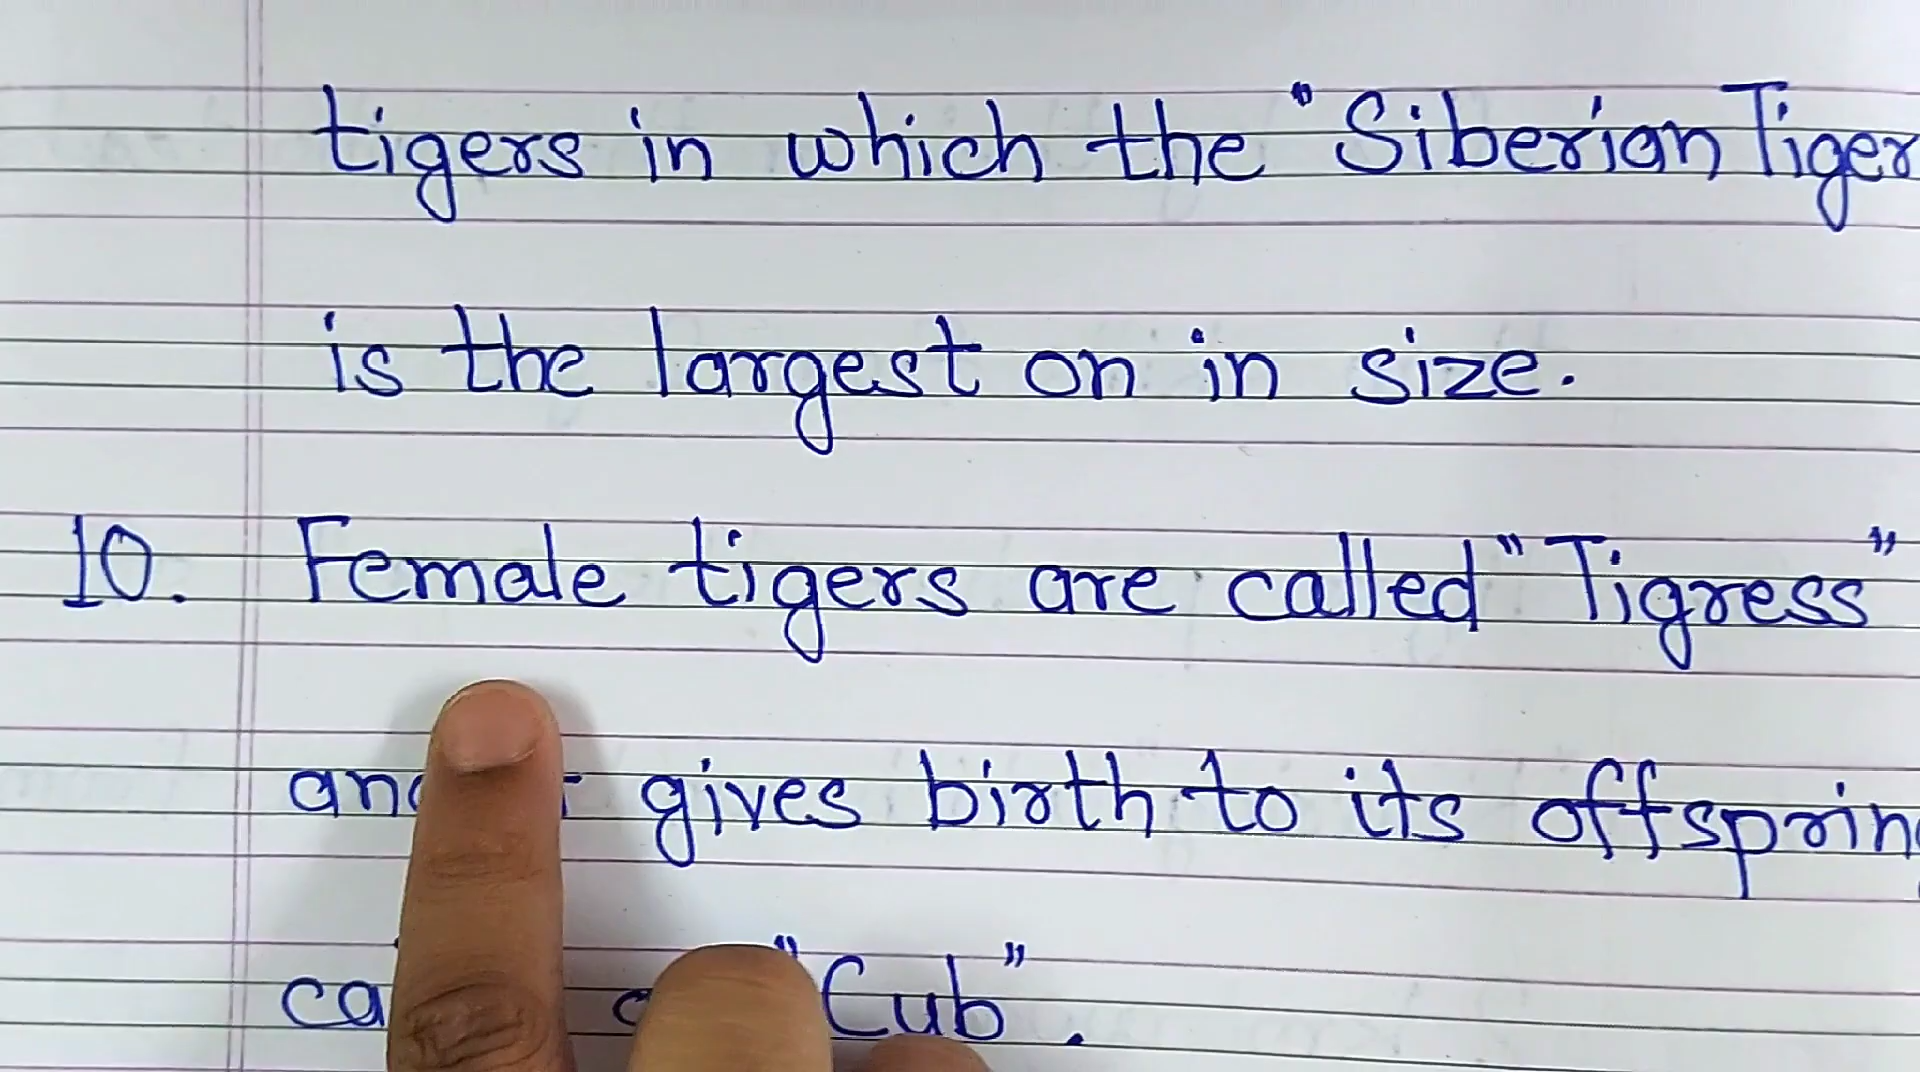 tigers in which the "Siberian Tiger
is the largest on in size.
10. Female tigers are called "Tigress"
gives birth to its offspring
"Cub".